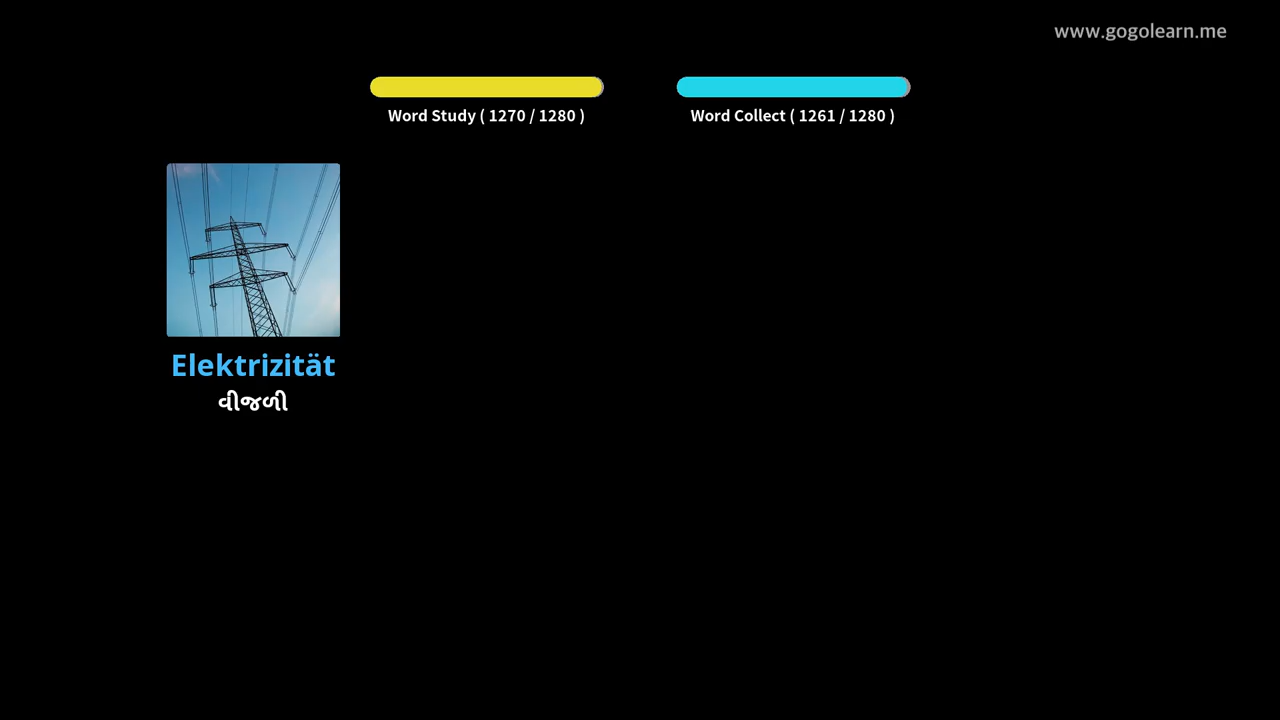 www.gogolearn.me
Word Study ( 1270 / 1280 )
Word Collect ( 1261 / 1280 )
Elektrizität
વીજળી